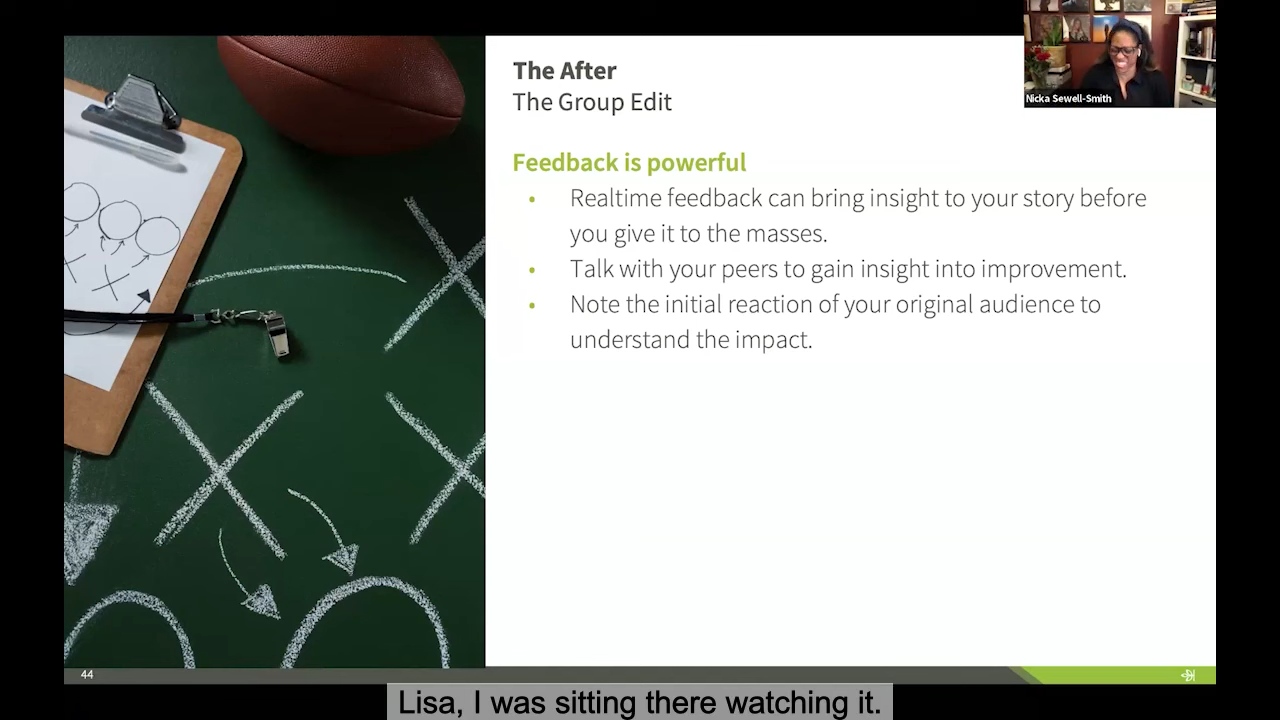 The After
The Group Edit
Nicka Sewell-Smith
Feedback is powerful
• Realtime feedback can bring insight to your story before
you give it to the masses.
• Talk with your peers to gain insight into improvement.
• Note the initial reaction of your original audience to
understand the impact.
44
Lisa, I was sitting there watching it.